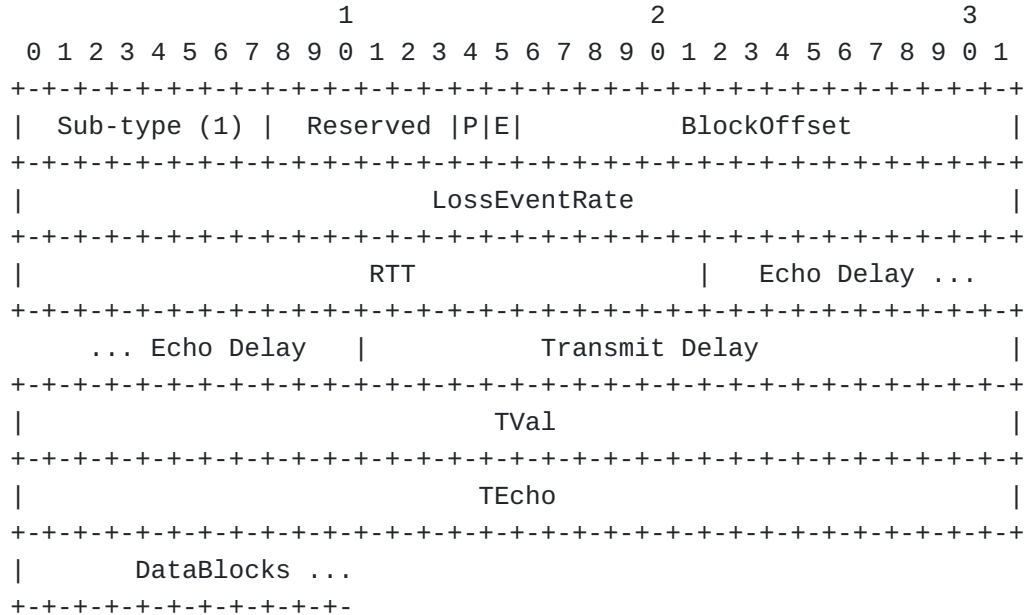 1                   2                   3
 0 1 2 3 4 5 6 7 8 9 0 1 2 3 4 5 6 7 8 9 0 1 2 3 4 5 6 7 8 9 0 1
+-+-+-+-+-+-+-+-+-+-+-+-+-+-+-+-+-+-+-+-+-+-+-+-+-+-+-+-+-+-+-+-+
|  Sub-type (1) |  Reserved |P|E|          BlockOffset          |
+-+-+-+-+-+-+-+-+-+-+-+-+-+-+-+-+-+-+-+-+-+-+-+-+-+-+-+-+-+-+-+-+
|                          LossEventRate                        |
+-+-+-+-+-+-+-+-+-+-+-+-+-+-+-+-+-+-+-+-+-+-+-+-+-+-+-+-+-+-+-+-+
|                      RTT                  |   Echo Delay ...
+-+-+-+-+-+-+-+-+-+-+-+-+-+-+-+-+-+-+-+-+-+-+-+-+-+-+-+-+-+-+-+-+
     ... Echo Delay   |           Transmit Delay                |
+-+-+-+-+-+-+-+-+-+-+-+-+-+-+-+-+-+-+-+-+-+-+-+-+-+-+-+-+-+-+-+-+
|                              TVal                             |
+-+-+-+-+-+-+-+-+-+-+-+-+-+-+-+-+-+-+-+-+-+-+-+-+-+-+-+-+-+-+-+-+
|                             TEcho                             |
+-+-+-+-+-+-+-+-+-+-+-+-+-+-+-+-+-+-+-+-+-+-+-+-+-+-+-+-+-+-+-+-+
|       DataBlocks ...
+-+-+-+-+-+-+-+-+-+-+-